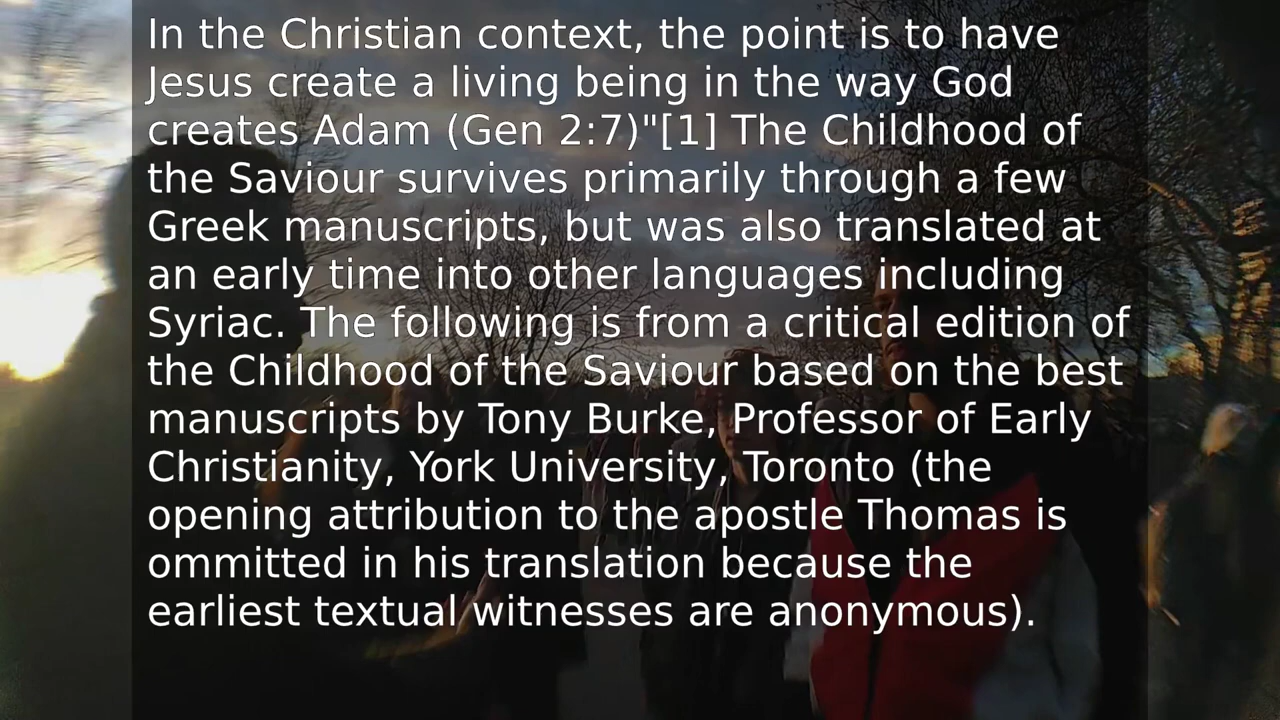 In the Christian context, the point is to have
Jesus create a living being in the way God
creates Adam (Gen 2:7)"[1] The Childhood of
the Saviour survives primarily through a few
Greek manuscripts, but was also translated at
an early time into other languages including
Syriac. The following is from a critical edition of
the Childhood of the Saviour based on the best
manuscripts by Tony Burke, Professor of Early
Christianity, York University, Toronto (the
opening attribution to the apostle Thomas is
ommitted in his translation because the
earliest textual witnesses are anonymous).